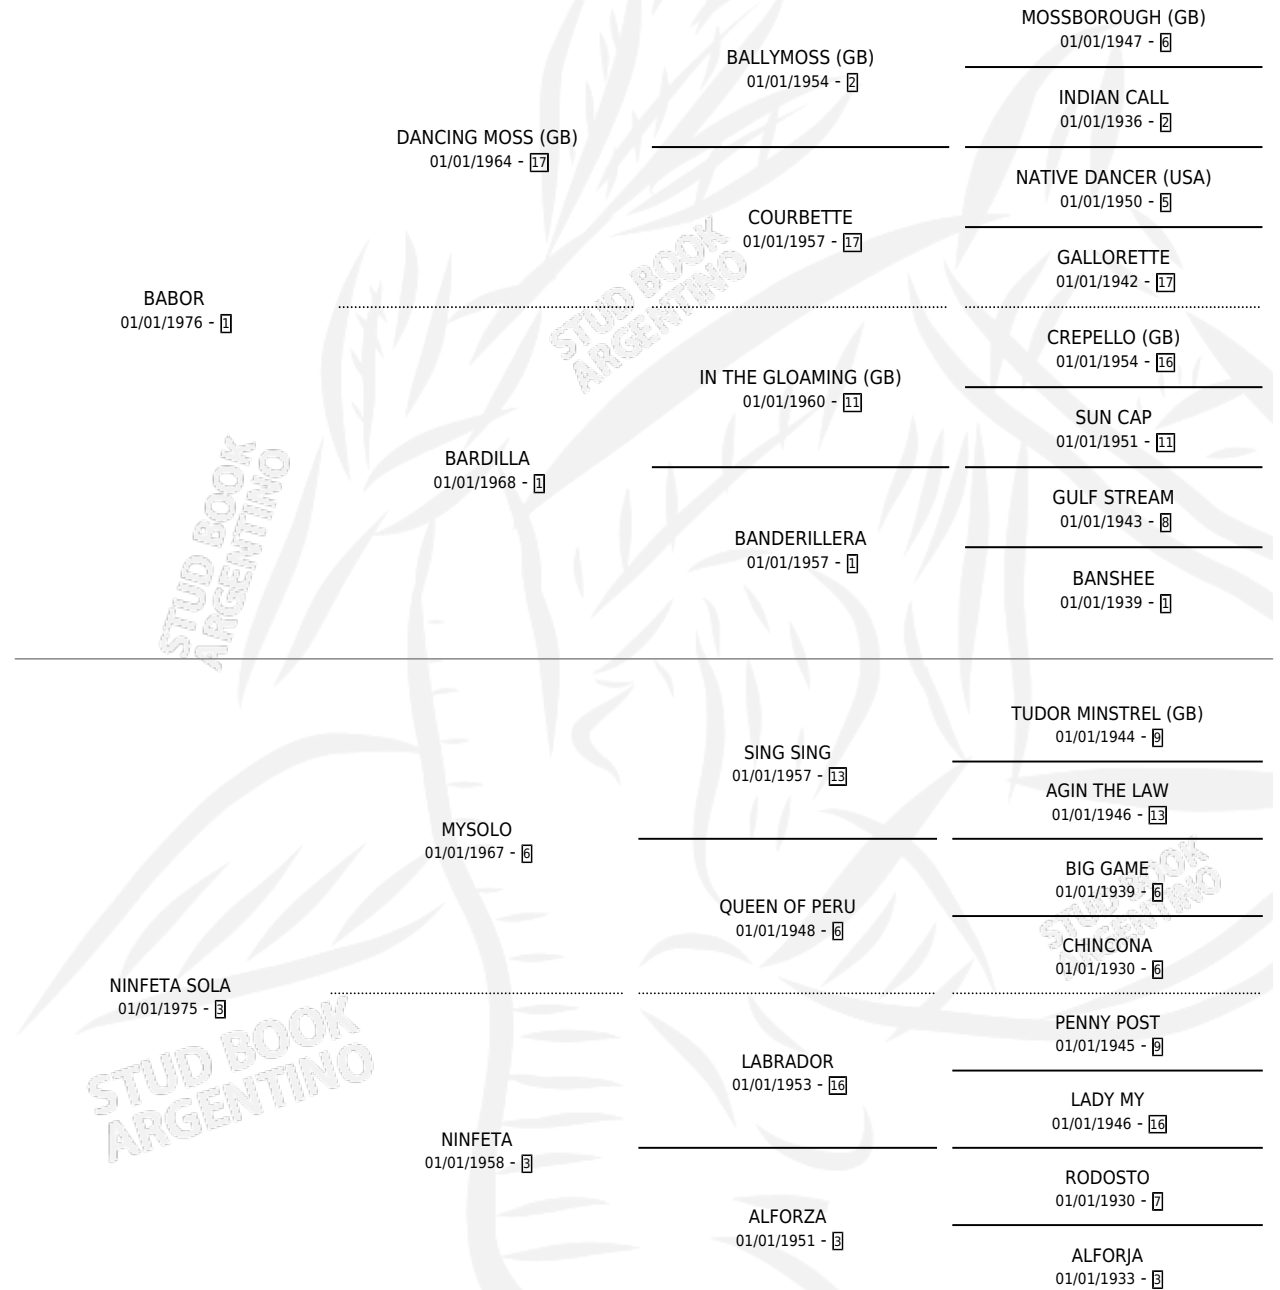 MOSSBOROUGH (GB)
01/01/1947 - 6
BALLYMOSS (GB)
01/01/1954 - 2
INDIAN CALL
01/01/1936 - 2
DANCING MOSS (GB)
01/01/1964 - 17
NATIVE DANCER (USA)
01/01/1950 - 5
COURBETTE
01/01/1957 - 17
GALLORETTE
01/01/1942 - 17
BABOR
01/01/1976 - 1
CREPELLO (GB)
01/01/1954 - 16
IN THE GLOAMING (GB)
01/01/1960 - 11
SUN CAP
01/01/1951 - 11
BARDILLA
01/01/1968 - 1
GULF STREAM
01/01/1943 - 8
BANDERILLERA
01/01/1957 - 1
BANSHEE
01/01/1939 - 1
TUDOR MINSTREL (GB)
01/01/1944 - 9
SING SING
01/01/1957 - 13
AGIN THE LAW
01/01/1946 - 13
MYSOLO
01/01/1967 - 6
BIG GAME
01/01/1939 - 6
QUEEN OF PERU
01/01/1948 - 6
CHINCONA
01/01/1930 - 6
NINFETA SOLA
01/01/1975 - 3
PENNY POST
01/01/1945 - 9
LABRADOR
01/01/1953 - 16
LADY MY
01/01/1946 - 16
NINFETA
01/01/1958 - 3
RODOSTO
01/01/1930 - 7
ALFORZA
01/01/1951 - 3
ALFORJA
01/01/1933 - 3
STUD BOOK
ARGENTINO
STUD BOOK
ARGENTINO
STUD BOOK
ARGENTINO
STUD BOOK
ARGENTINO